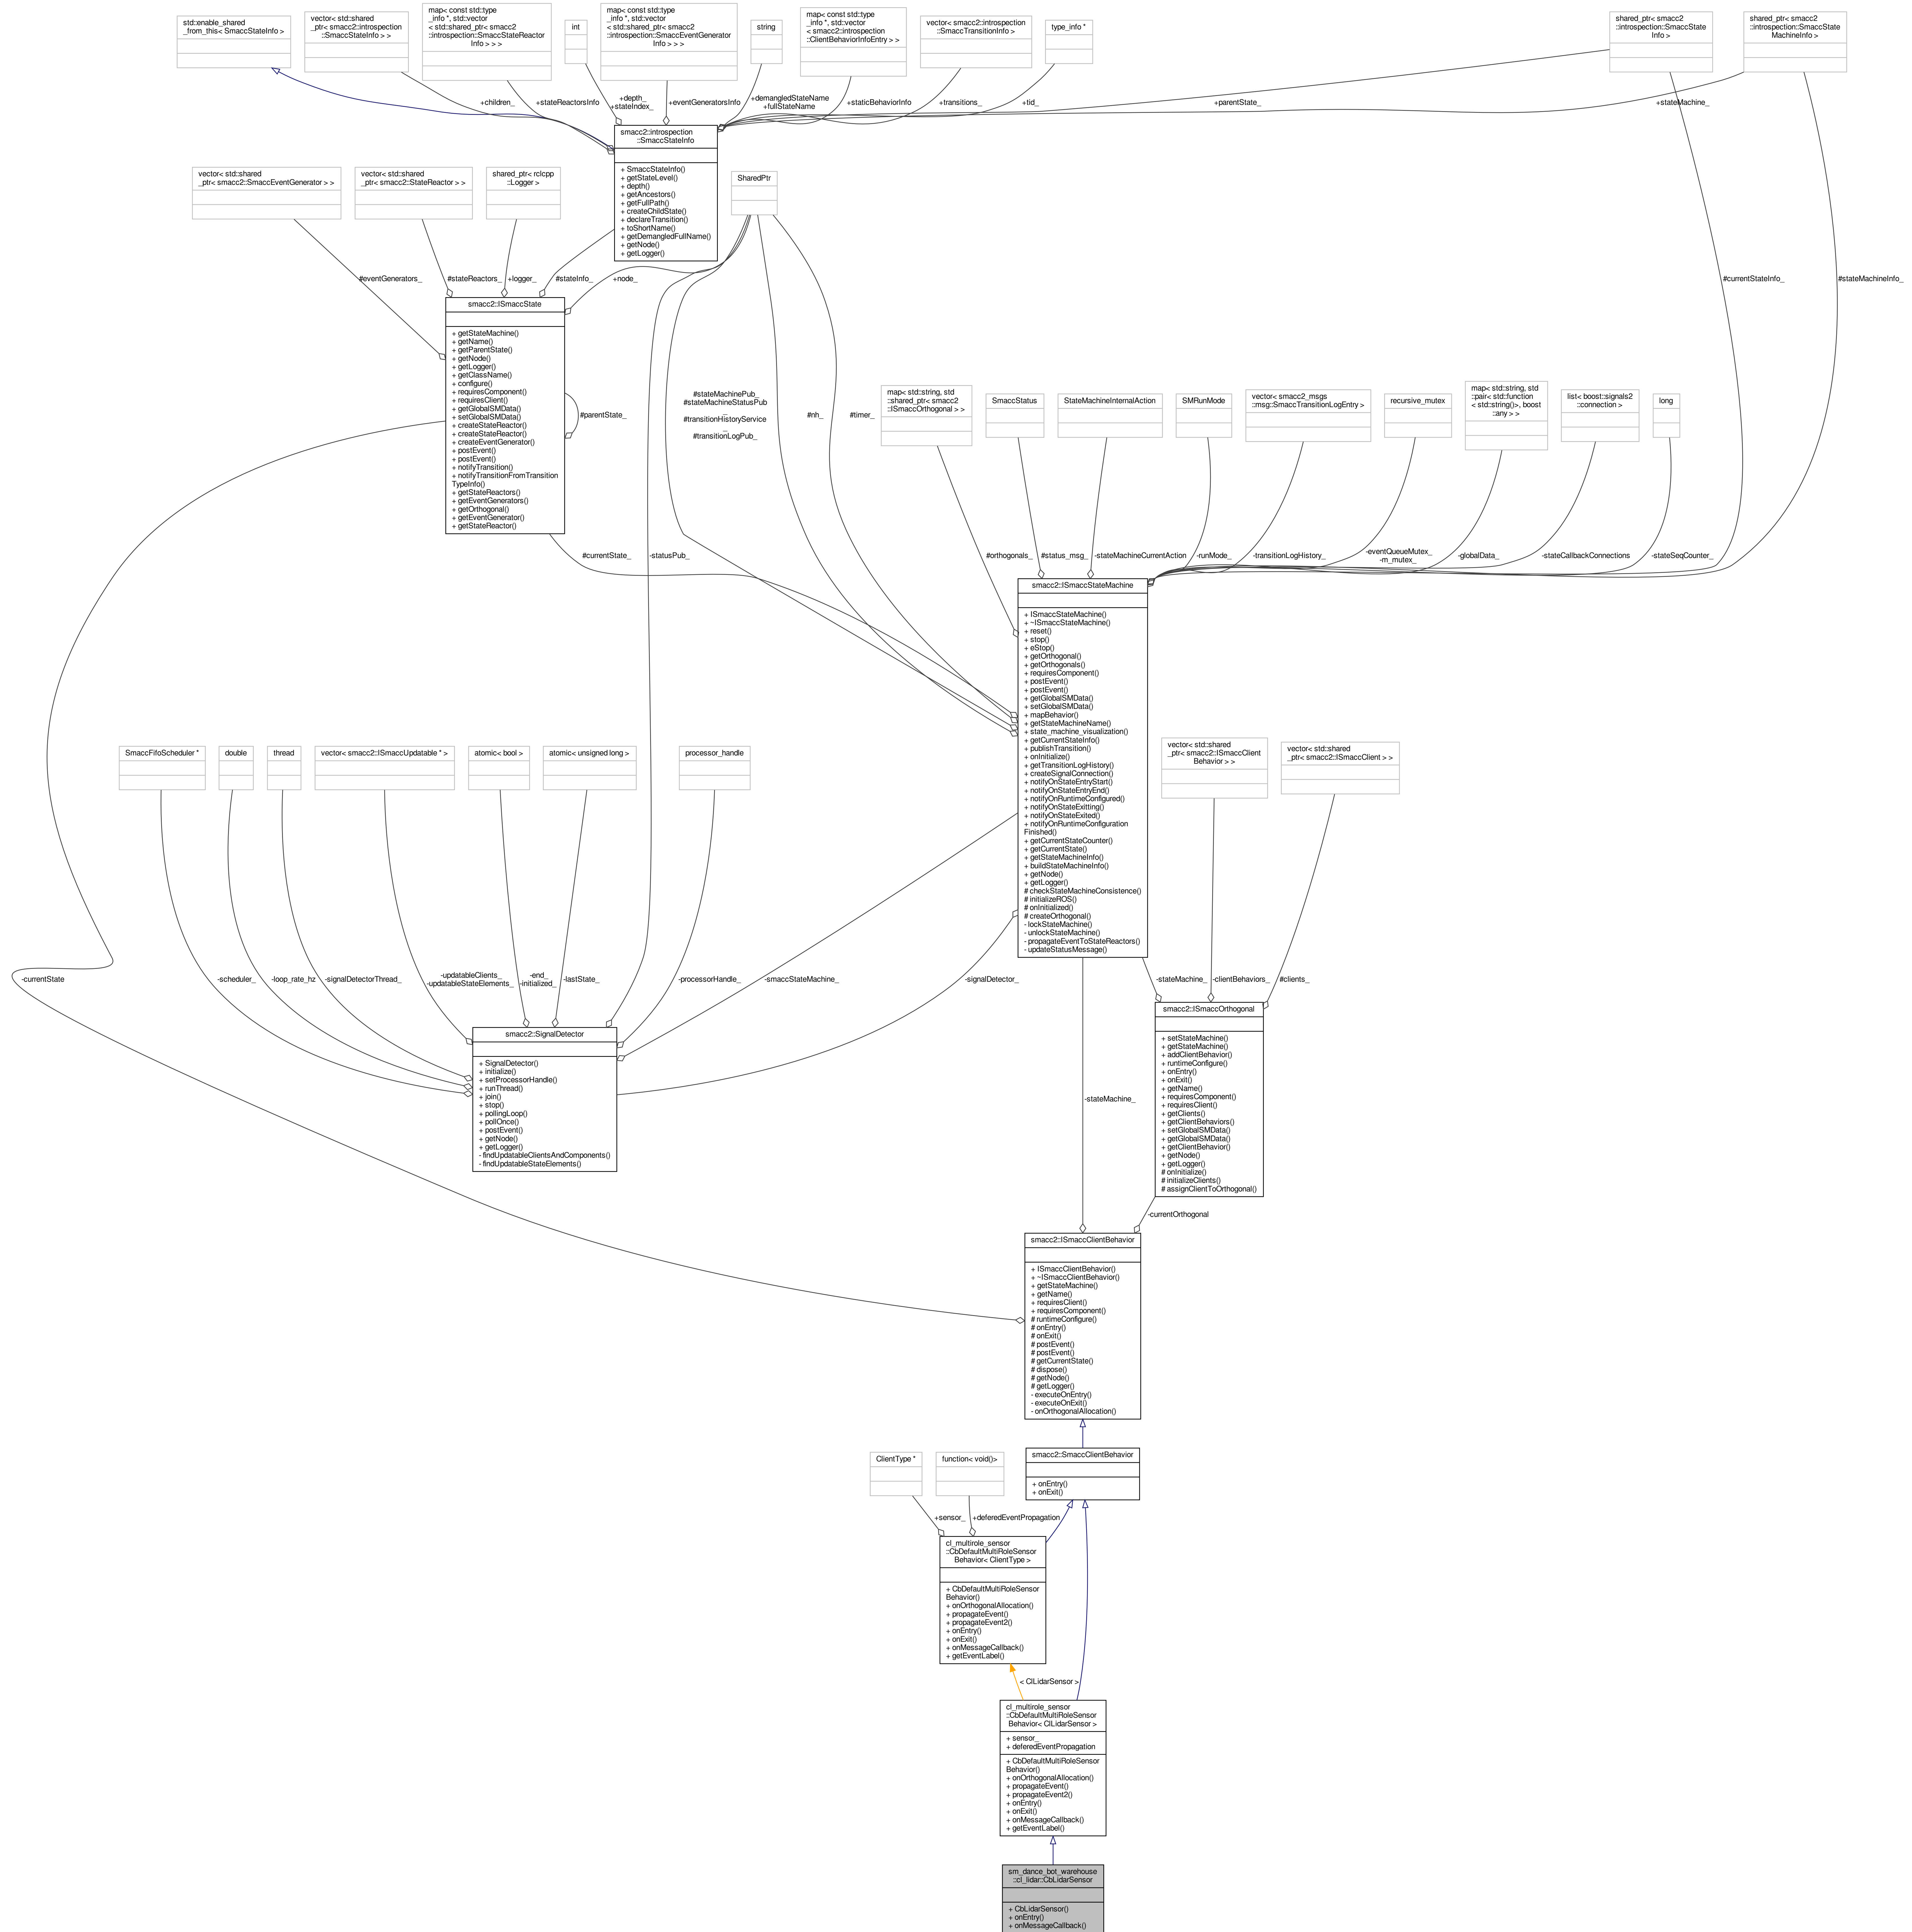 std::enable_shared
_from_this< SmaccStateInfo >
vector< std::shared
_ptr< smacc2::introspection
::SmaccStateInfo > >
map< const std::type
_info *, std::vector
< std::shared_ptr< smacc2
::introspection::SmaccStateReactor
Info > > >
int
map< const std::type
_info *, std::vector
< std::shared_ptr< smacc2
::introspection::SmaccEventGenerator
Info > > >
string
map< const std::type
_info *, std::vector
< smacc2::introspection
::ClientBehaviorInfoEntry > >
vector< smacc2::introspection
::SmaccTransitionInfo >
type_info *
shared_ptr< smacc2
::introspection::SmaccState
Info >
shared_ptr< smacc2
::introspection::SmaccState
MachineInfo >
+children_
+stateReactorsInfo
+depth_
+stateIndex_
+eventGeneratorsInfo
+demangledStateName
+fullStateName
+staticBehaviorInfo
+transitions_
+tid_
+parentState_
+stateMachine_
smacc2::introspection
::SmaccStateInfo
+ SmaccStateInfo()
+ getStateLevel()
+ depth()
+ getAncestors()
+ getFullPath()
+ createChildState()
+ declareTransition()
+ toShortName()
+ getDemangledFullName()
+ getNode()
+ getLogger()
vector< std::shared
_ptr< smacc2::SmaccEventGenerator > >
vector< std::shared
_ptr< smacc2::StateReactor > >
shared_ptr< rclcpp
::Logger >
SharedPtr
#eventGenerators_
#stateReactors_
+logger_
#stateInfo_
+node_
#currentStateInfo_
#stateMachineInfo_
smacc2::ISmaccState
+ getStateMachine()
+ getName()
+ getParentState()
+ getNode()
+ getLogger()
+ getClassName()
+ configure()
+ requiresComponent()
+ requiresClient()
+ getGlobalSMData()
+ setGlobalSMData()
+ createStateReactor()
+ createStateReactor()
+ createEventGenerator()
+ postEvent()
+ postEvent()
+ notifyTransition()
+ notifyTransitionFromTransition
TypeInfo()
+ getStateReactors()
+ getEventGenerators()
+ getOrthogonal()
+ getEventGenerator()
+ getStateReactor()
#parentState_
#stateMachinePub_
#stateMachineStatusPub
_
#transitionHistoryService
_
#transitionLogPub_
#nh_
#timer_
map< std::string, std
::shared_ptr< smacc2
::ISmaccOrthogonal > >
SmaccStatus
StateMachineInternalAction
SMRunMode
vector< smacc2_msgs
::msg::SmaccTransitionLogEntry >
recursive_mutex
map< std::string, std
::pair< std::function
< std::string()>, boost
::any > >
list< boost::signals2
::connection >
long
#currentState_
-statusPub_
#orthogonals_
#status_msg_
-stateMachineCurrentAction
-runMode_
-transitionLogHistory_
-eventQueueMutex_
-m_mutex_
-globalData_
-stateCallbackConnections
-stateSeqCounter_
smacc2::ISmaccStateMachine
+ ISmaccStateMachine()
+ ~ISmaccStateMachine()
+ reset()
+ stop()
+ eStop()
+ getOrthogonal()
+ getOrthogonals()
+ requiresComponent()
+ postEvent()
+ postEvent()
+ getGlobalSMData()
+ setGlobalSMData()
+ mapBehavior()
+ getStateMachineName()
+ state_machine_visualization()
+ getCurrentStateInfo()
+ publishTransition()
+ onInitialize()
+ getTransitionLogHistory()
+ createSignalConnection()
+ notifyOnStateEntryStart()
+ notifyOnStateEntryEnd()
+ notifyOnRuntimeConfigured()
+ notifyOnStateExitting()
+ notifyOnStateExited()
+ notifyOnRuntimeConfiguration
Finished()
+ getCurrentStateCounter()
+ getCurrentState()
+ getStateMachineInfo()
+ buildStateMachineInfo()
+ getNode()
+ getLogger()
# checkStateMachineConsistence()
# initializeROS()
# onInitialized()
# createOrthogonal()
- lockStateMachine()
- unlockStateMachine()
- propagateEventToStateReactors()
- updateStatusMessage()
SmaccFifoScheduler *
double
thread
vector< smacc2::ISmaccUpdatable * >
atomic< bool >
atomic< unsigned long >
processor_handle
vector< std::shared
_ptr< smacc2::ISmaccClient
Behavior > >
vector< std::shared
_ptr< smacc2::ISmaccClient > >
-currentState
-scheduler_
-loop_rate_hz
-signalDetectorThread_
-updatableClients_
-updatableStateElements_
-end_
-initialized_
-lastState_
-processorHandle_
-smaccStateMachine_
-signalDetector_
-stateMachine_
-clientBehaviors_
#clients_
smacc2::SignalDetector
+ SignalDetector()
+ initialize()
+ setProcessorHandle()
+ runThread()
+ join()
+ stop()
+ pollingLoop()
+ pollOnce()
+ postEvent()
+ getNode()
+ getLogger()
- findUpdatableClientsAndComponents()
- findUpdatableStateElements()
smacc2::ISmaccOrthogonal
+ setStateMachine()
+ getStateMachine()
+ addClientBehavior()
+ runtimeConfigure()
+ onEntry()
+ onExit()
+ getName()
+ requiresComponent()
+ requiresClient()
+ getClients()
+ getClientBehaviors()
+ setGlobalSMData()
+ getGlobalSMData()
+ getClientBehavior()
+ getNode()
+ getLogger()
# onInitialize()
# initializeClients()
# assignClientToOrthogonal()
-stateMachine_
-currentOrthogonal
smacc2::ISmaccClientBehavior
+ ISmaccClientBehavior()
+ ~ISmaccClientBehavior()
+ getStateMachine()
+ getName()
+ requiresClient()
+ requiresComponent()
# runtimeConfigure()
# onEntry()
# onExit()
# postEvent()
# postEvent()
# getCurrentState()
# dispose()
# getNode()
# getLogger()
- executeOnEntry()
- executeOnExit()
- onOrthogonalAllocation()
ClientType *
function< void()>
smacc2::SmaccClientBehavior
+ onEntry()
+ onExit()
+sensor_
+deferedEventPropagation
cl_multirole_sensor
::CbDefaultMultiRoleSensor
Behavior< ClientType >
+ CbDefaultMultiRoleSensor
Behavior()
+ onOrthogonalAllocation()
+ propagateEvent()
+ propagateEvent2()
+ onEntry()
+ onExit()
+ onMessageCallback()
+ getEventLabel()
< ClLidarSensor >
cl_multirole_sensor
::CbDefaultMultiRoleSensor
Behavior< ClLidarSensor >
+ sensor_
+ deferedEventPropagation
+ CbDefaultMultiRoleSensor
Behavior()
+ onOrthogonalAllocation()
+ propagateEvent()
+ propagateEvent2()
+ onEntry()
+ onExit()
+ onMessageCallback()
+ getEventLabel()
sm_dance_bot_warehouse
::cl_lidar::CbLidarSensor
+ CbLidarSensor()
+ onEntry()
+ onMessageCallback()